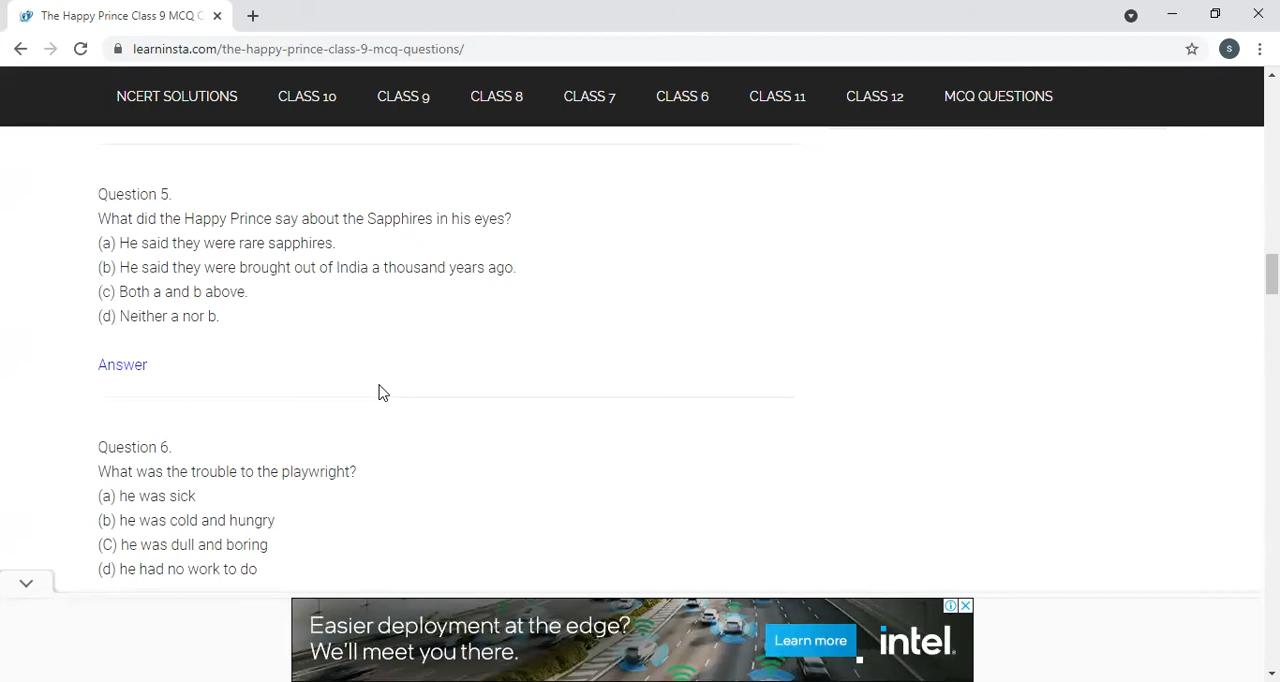 The Happy Prince Class 9 MCQ C
learninsta.com/the-happy-prince-class-9-mcq-questions/
S
NCERT SOLUTIONS CLASS 10 CLASS 9 CLASS 8 CLASS 7 CLASS 6 CLASS 11 CLASS 12 MCQ QUESTIONS
Question 5.
What did the Happy Prince say about the Sapphires in his eyes?
(a) He said they were rare sapphires.
(b) He said they were brought out of India a thousand years ago.
(c) Both a and b above.
(d) Neither a nor b.
Answer
Question 6.
What was the trouble to the playwright?
(a) he was sick
(b) he was cold and hungry
(C) he was dull and boring
(d) he had no work to do
Easier deployment at the edge?
We'll meet you there.
Learn more
intel.